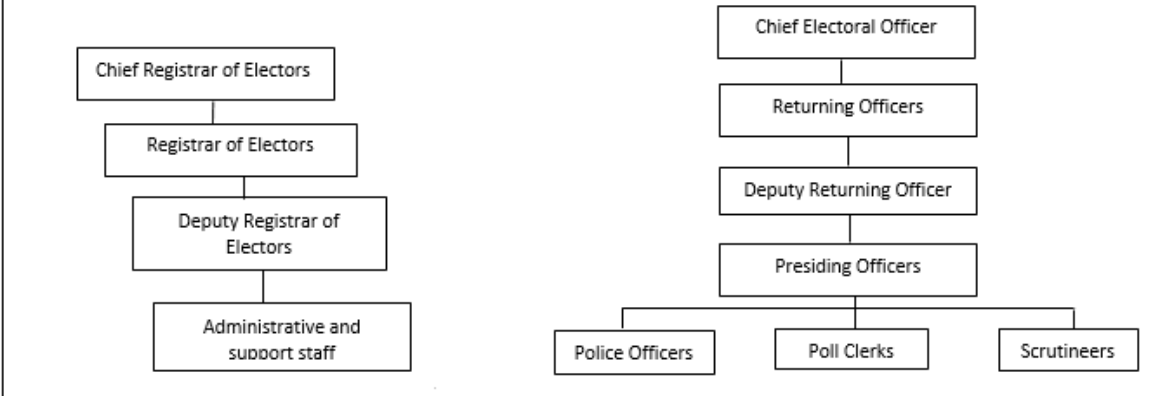 Chief Registrar of Electors
Registrar of Electors
Deputy Registrar of
Electors
Administrative and
support staff
Chief Electoral Officer
Returning Officers
Deputy Returning Officer
Presiding Officers
Police Officers
Poll Clerks
Scrutineers